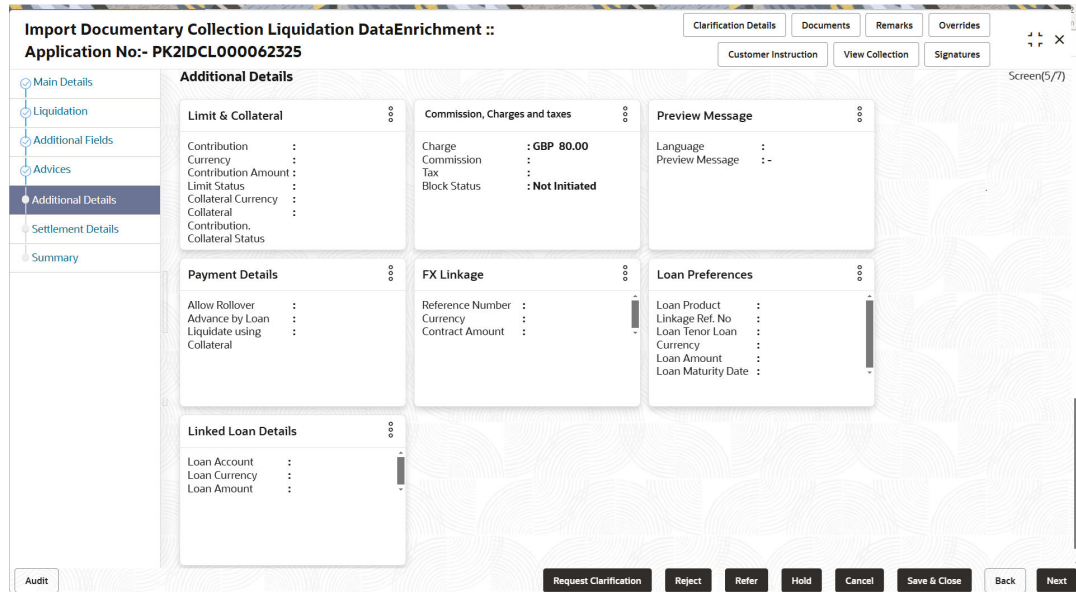 Import Documentary Collection Liquidation DataEnrichment ::
Application No:- PK2IDCL000062325
Clarification Details
Documents
Remarks
Overrides
Customer Instruction
View Collection
Signatures
Main Details
Liquidation
Additional Fields
Advices
Additional Details
Settlement Details
Summary
Additional Details
Screen(5/7)
Limit & Collateral
Contribution :
Currency :
Contribution Amount :
Limit Status :
Collateral Currency :
Collateral :
Contribution.
Collateral Status
Commission, Charges and taxes
Charge : GBP 80.00
Commission :
Tax :
Block Status : Not Initiated
Preview Message
Language :
Preview Message : -
Payment Details
Allow Rollover :
Advance by Loan :
Liquidate using :
Collateral
FX Linkage
Reference Number :
Currency :
Contract Amount :
Loan Preferences
Loan Product :
Linkage Ref. No :
Loan Tenor Loan :
Currency :
Loan Amount :
Loan Maturity Date :
Linked Loan Details
Loan Account :
Loan Currency :
Loan Amount :
Audit
Request Clarification
Reject
Refer
Hold
Cancel
Save & Close
Back
Next